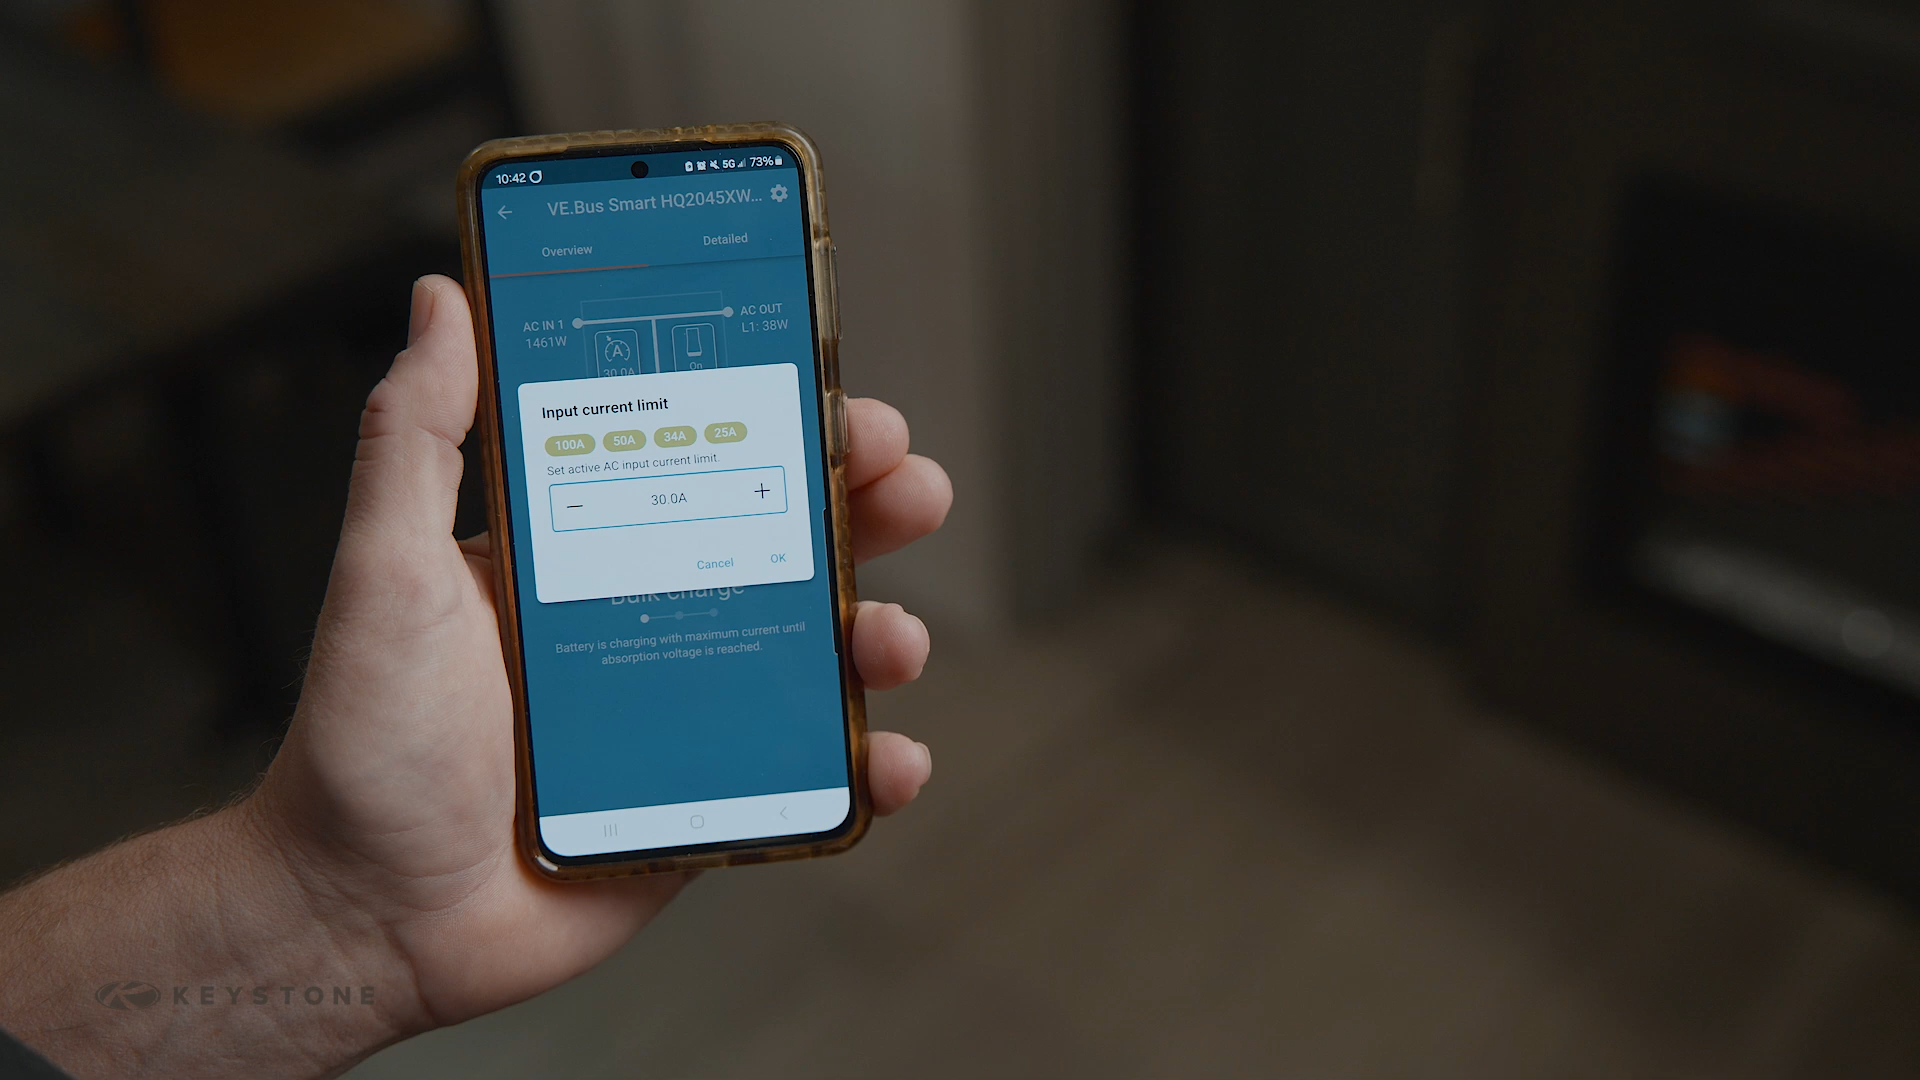 10:42 5G 73%
VE.Bus Smart HQ2045XW...
Overview Detailed
AC IN 1
1461W
AC OUT
L1: 38W
A
30.0A
On
Input current limit
100A 50A 34A 25A
Set active AC input current limit.
— 30.0A +
Cancel OK
Bulk charge
Battery is charging with maximum current until
absorption voltage is reached.
KEYSTONE